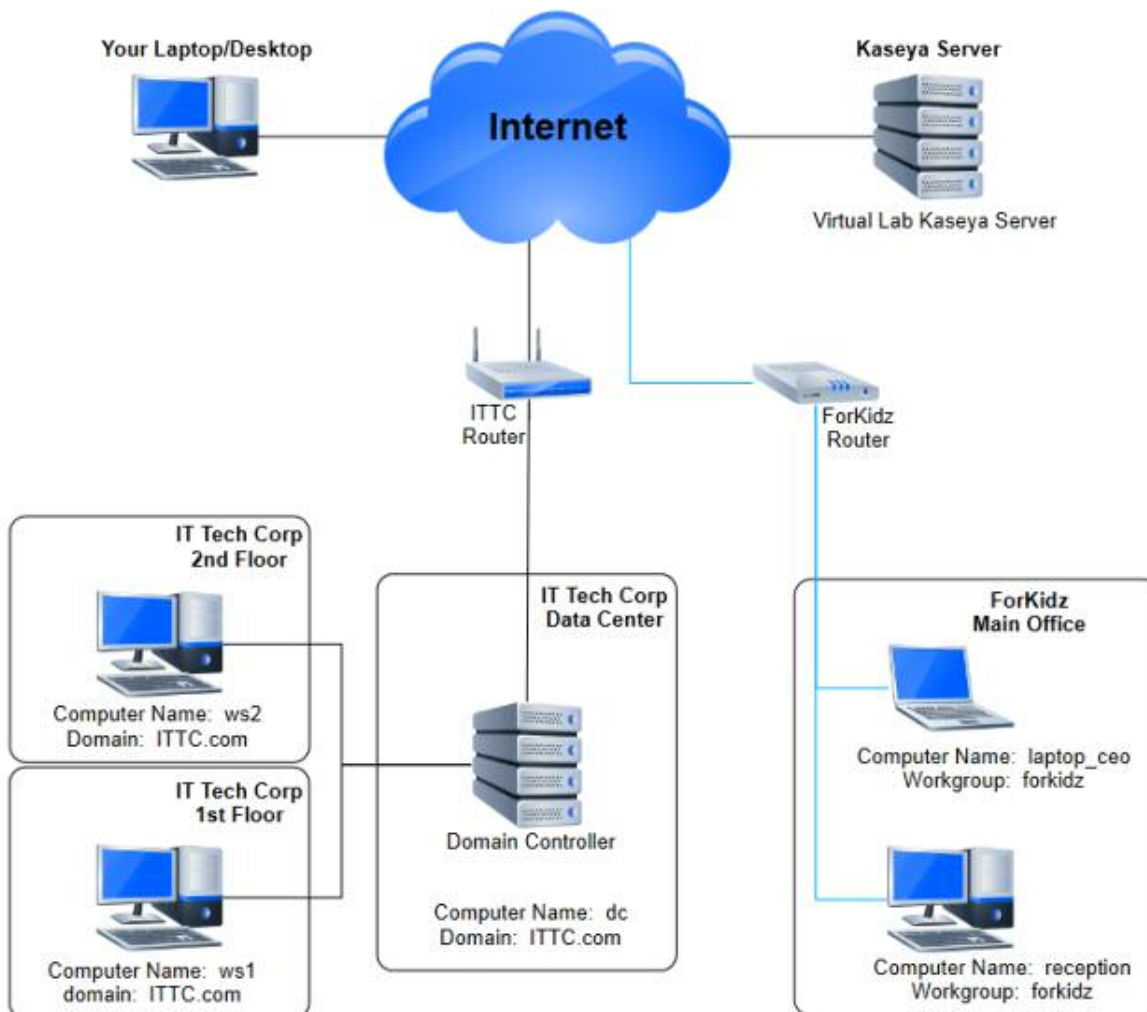 Your Laptop/Desktop
Kaseya Server
Internet
Virtual Lab Kaseya Server
ITTC
Router
ForKidz
Router
IT Tech Corp
2nd Floor
Computer Name: ws2
Domain: ITTC.com
IT Tech Corp
1st Floor
Computer Name: ws1
domain: ITTC.com
IT Tech Corp
Data Center
Domain Controller
Computer Name: dc
Domain: ITTC.com
ForKidz
Main Office
Computer Name: laptop_ceo
Workgroup: forkidz
Computer Name: reception
Workgroup: forkidz